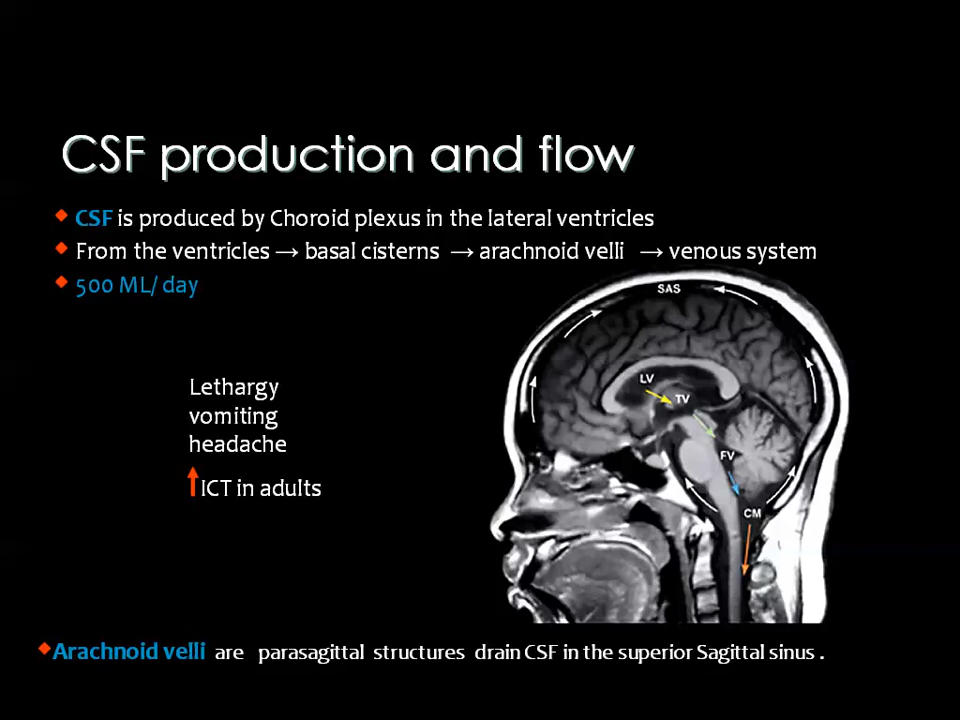 CSF production and flow
CSF is produced by Choroid plexus in the lateral ventricles
From the ventricles → basal cisterns → arachnoid velli → venous system
500 ML/ day
SAS
LV
TV
FV
CM
Lethargy
vomiting
headache
ICT in adults
Arachnoid velli are parasagittal structures drain CSF in the superior Sagittal sinus .